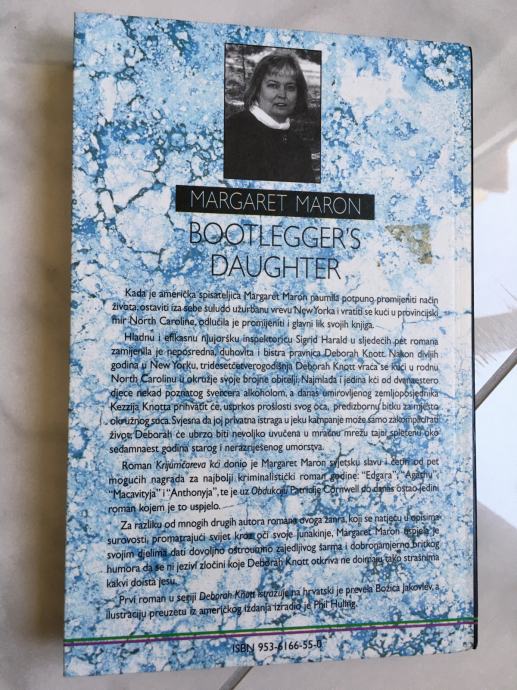 MARGARET MARON
BOOTLEGGER'S
DAUGHTER
Kada je američka spisateljica Margaret Maron naumila potpuno promijeniti način
života, ostaviti iza sebe suludo užurbanu vrevu New Yorka i vratiti se kući u provincijski
mir North Caroline, odlučila je promijeniti i glavni lik svojih knjiga.
Hladnu i efikasnu njujoršku inspektoricu Sigrid Harald u sljedećih pet romana
zamijenila je neposredna, duhovita i bistra pravnica Deborah Knott. Nakon divljih
godina u New Yorku, tridesetčetverogodišnja Deborah Knott vraća se kući u rodnu
North Carolinu u okružje svoje brojne obitelji. Najmlađa i jedina kći od dvanaestero
djece nekad poznatog švercera alkoholom, a danas umirovljenog zemljoposjednika
Kezzija Knotta prihvatit će, usprkos prošlosti svog oca, predizbornu bitku za mjesto
okružnog suca. Svjesna da joj privatna istraga u jeku kampanje može samo zakomplicirati
život, Deborah će ubrzo biti nevoljko uvučena u mračnu mrežu tajni spletenu oko
sedamnaest godina starog i nerazriješenog umorstva.
Roman Krijumčareva kći donio je Margaret Maron svjetsku slavu i četiri od pet
mogućih nagrada za najbolji kriminalistički roman godine: "Edgara", "Agathu",
"Macavityja" i "Anthonyja", te je uz Obdukciju Patricije Cornwell do danas ostao jedini
roman kojem je to uspjelo.
Za razliku od mnogih drugih autora romana ovoga žanra, koji se natječu u opisima
surovosti, promatrajući svijet kroz oči svoje junakinje, Margaret Maron uspjela je
svojim djelima dati dovoljno oštroumno zajedljivog šarma i dobronamjerno britkog
humora da se ni jezivi zločini koje Deborah Knott otkriva ne doimaju tako strašnima
kakvi doista jesu.
Prvi roman u seriji Deborah Knott istražuje na hrvatski je prevela Božica Jakovlev, a
ilustraciju preuzetu iz američkog izdanja izradio je Phil Huling.
ISBN 953-6166-55-0